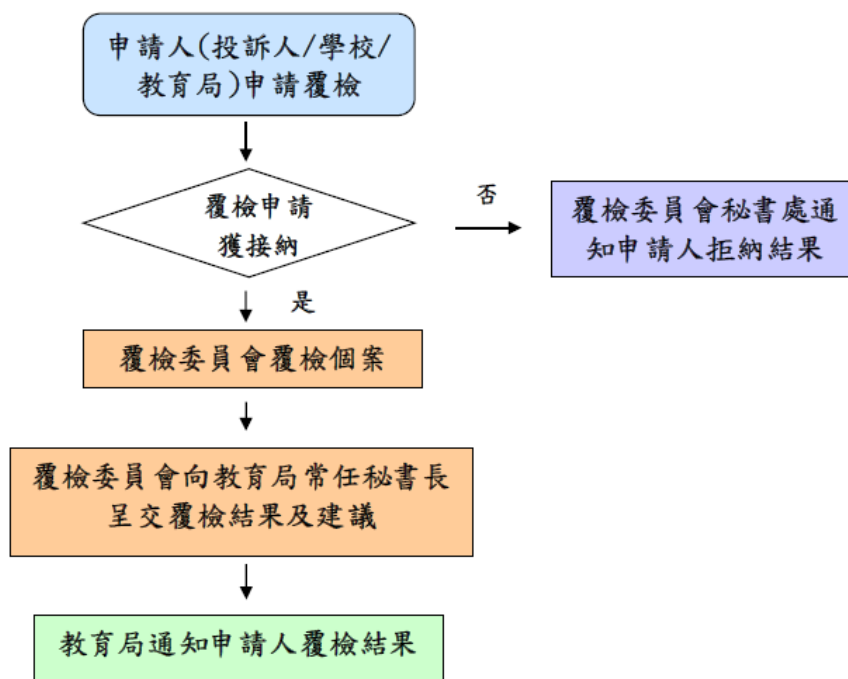 申請人(投訴人/學校/
教育局)申請覆檢
覆檢申請
獲接納
否
覆檢委員會秘書處通
知申請人拒納結果
是
覆檢委員會覆檢個案
覆檢委員會向教育局常任秘書長
呈交覆檢結果及建議
教育局通知申請人覆檢結果